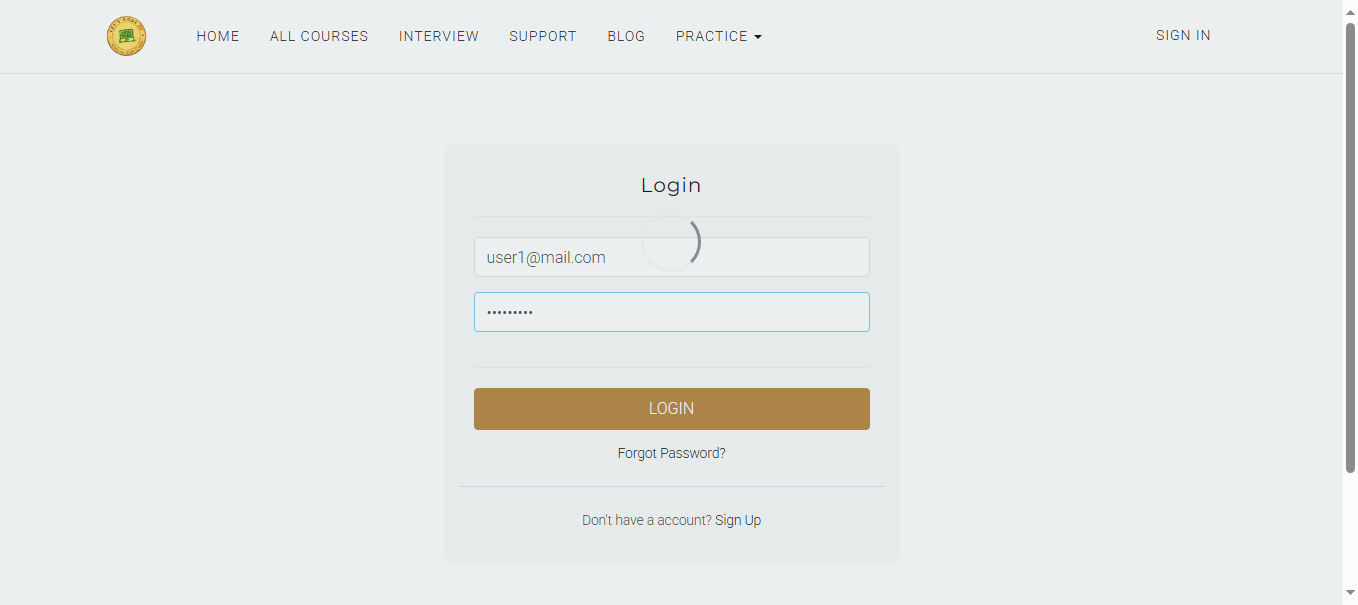 HOME ALL COURSES INTERVIEW SUPPORT BLOG PRACTICE SIGN IN
Login
user1@mail.com
•••••••••
LOGIN
Forgot Password?
Don't have a account? Sign Up